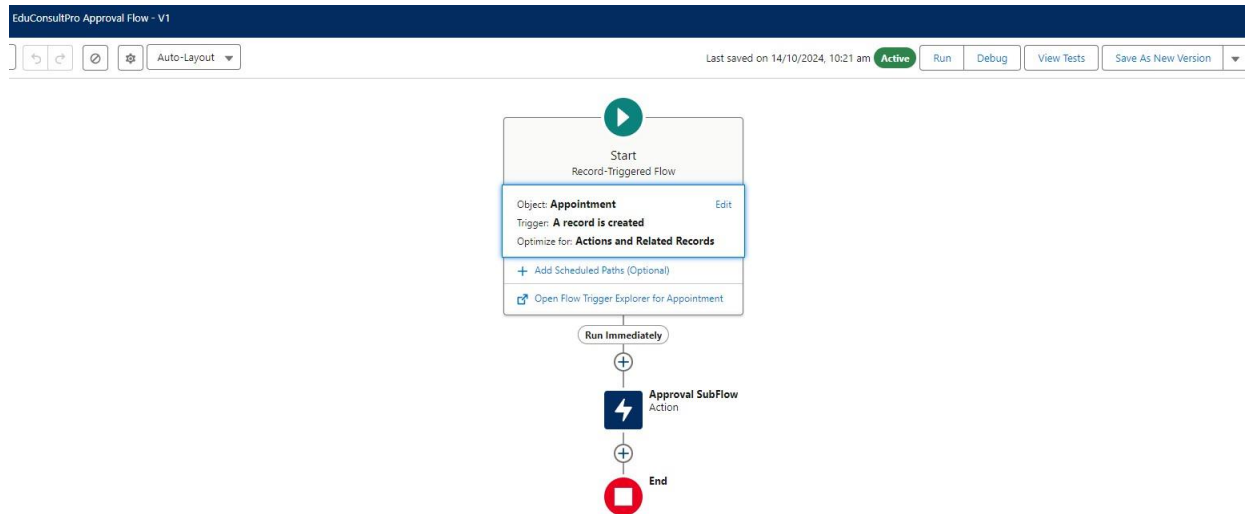 EduConsultPro Approval Flow - V1
Auto-Layout
Last saved on 14/10/2024, 10:21 am Active Run Debug View Tests Save As New Version
Start
Record-Triggered Flow
Object: Appointment Edit
Trigger: A record is created
Optimize for: Actions and Related Records
+ Add Scheduled Paths (Optional)
Open Flow Trigger Explorer for Appointment
Run Immediately
Approval SubFlow
Action
End